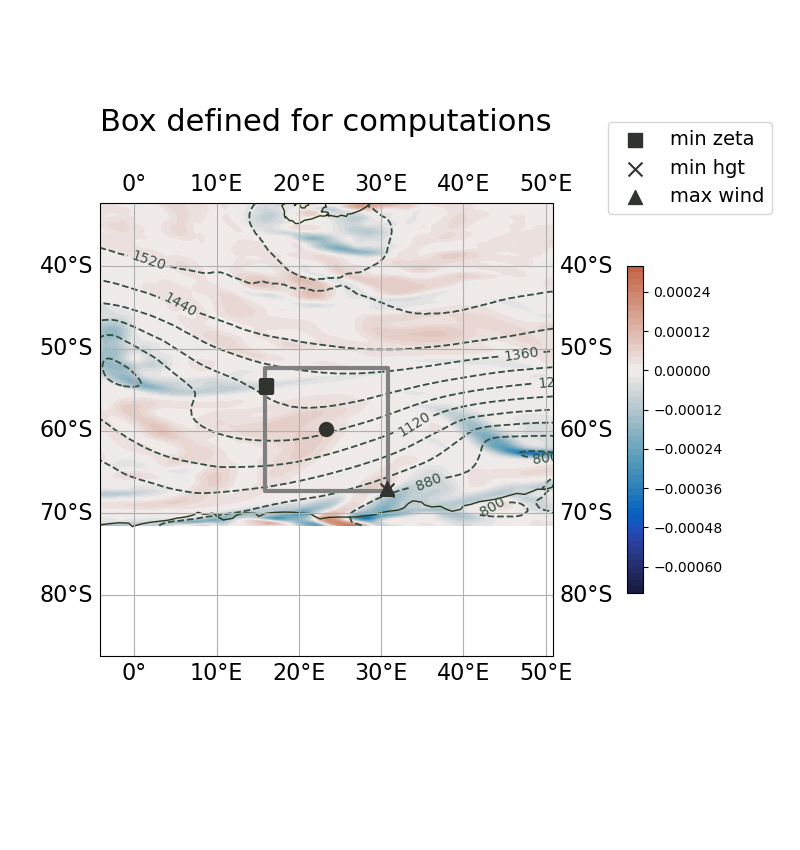 Box defined for computations
min zeta
min hgt
max wind
0° 10°E 20°E 30°E 40°E 50°E
40°S 40°S
50°S 50°S
60°S 60°S
70°S 70°S
80°S 80°S
0° 10°E 20°E 30°E 40°E 50°E
1520
1440
1360
12
1120
800
880
800
0.00024
0.00012
0.00000
−0.00012
−0.00024
−0.00036
−0.00048
−0.00060